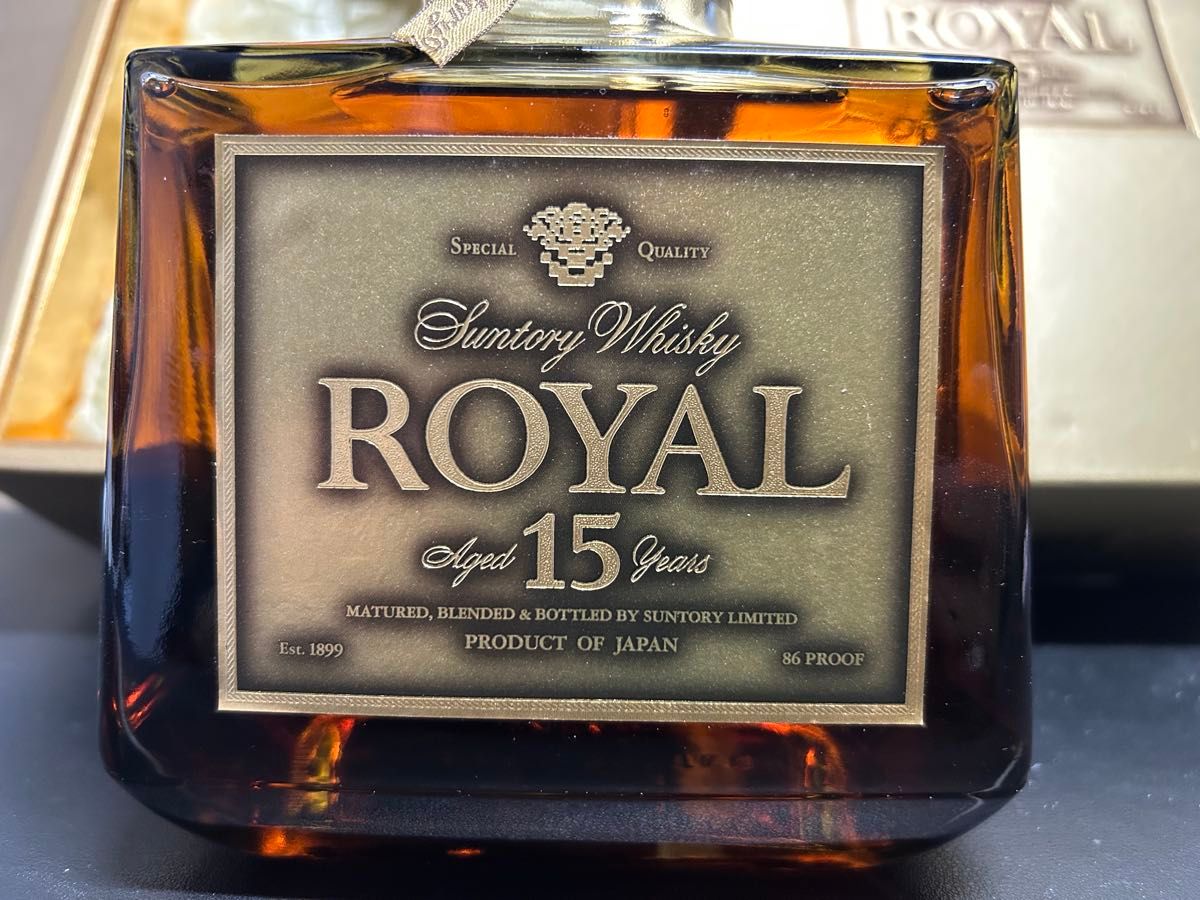 ROYAL
SPECIAL QUALITY
Suntory Whisky
ROYAL
Aged 15 Years
MATURED, BLENDED & BOTTLED BY SUNTORY LIMITED
PRODUCT OF JAPAN
Est. 1899
86 PROOF